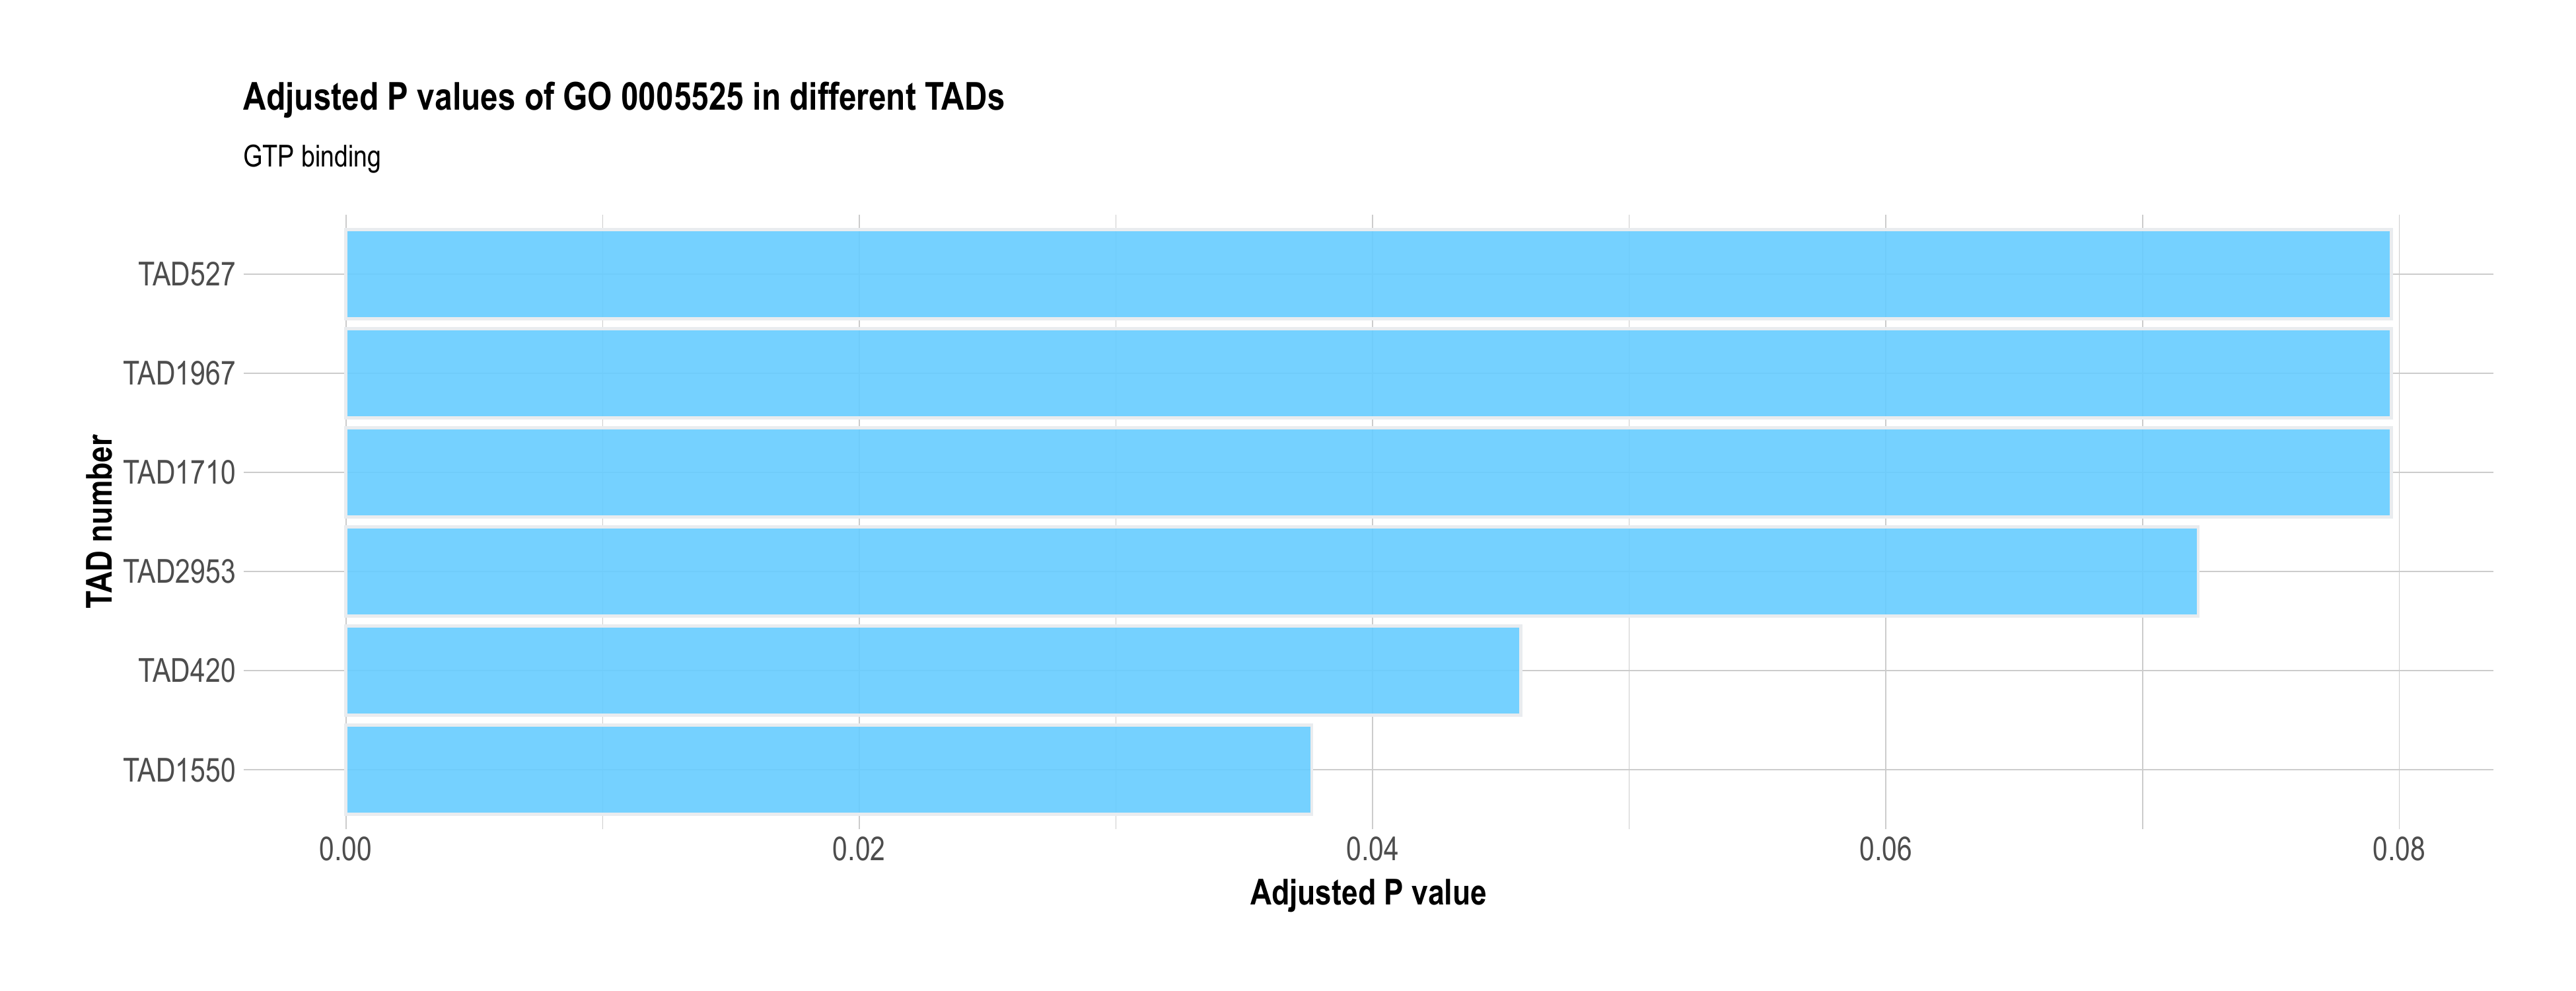 Adjusted P values of GO 0005525 in different TADs
GTP binding
TAD number
TAD527
TAD1967
TAD1710
TAD2953
TAD420
TAD1550
0.00 0.02 0.04 0.06 0.08
Adjusted P value